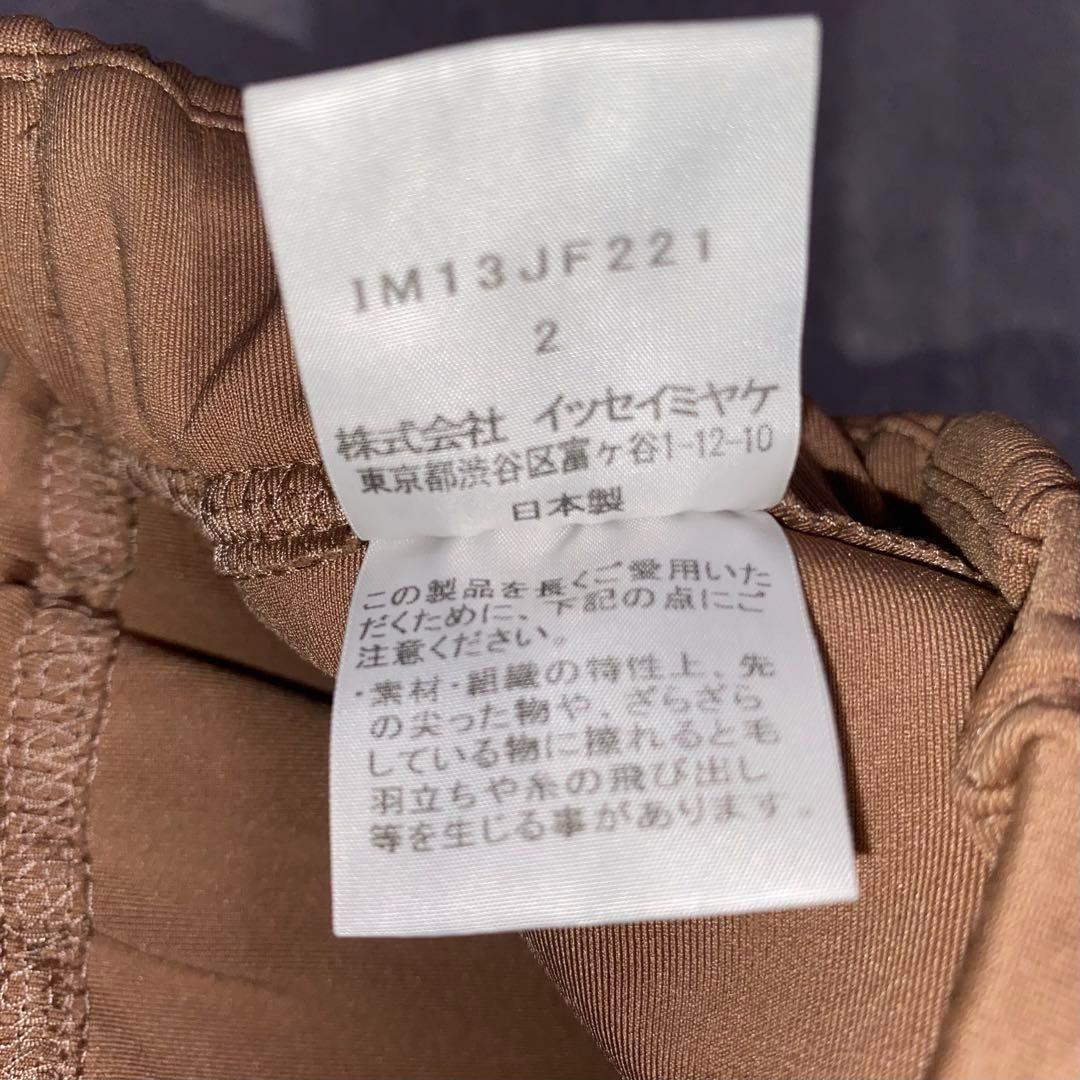 IM13JF221
2
株式会社 イッセイミヤケ
東京都渋谷区富ヶ谷1-12-10
日本製
この製品を長くご愛用いた
だくために、下記の点にご
注意ください。
・素材・組織の特性上、先
の尖った物や、ざらざら
している物に擦れると毛
羽立ちや糸の飛び出し
等を生じる事があります.